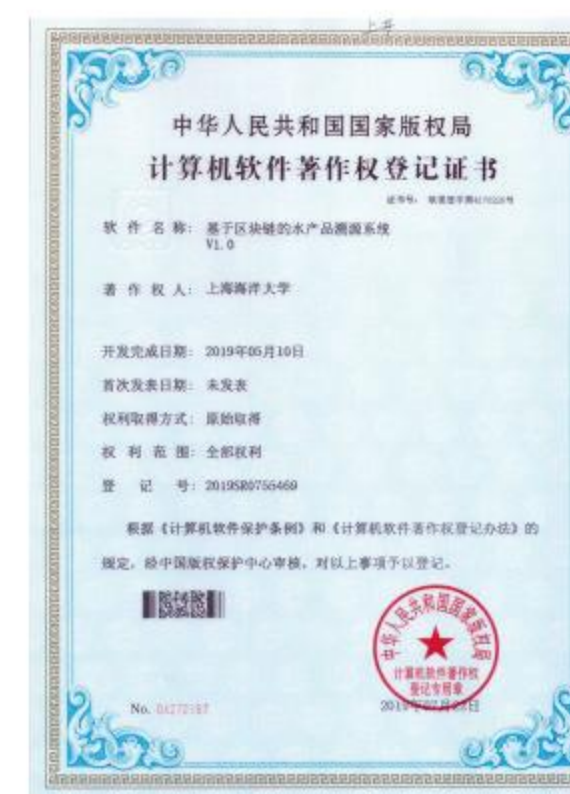 中华人民共和国国家版权局
计算机软件著作权登记证书
证书号：
软件名称： 基于区块链的水产品溯源系统
V1.0
著作权人： 上海海洋大学
开发完成日期： 2019年05月10日
首次发表日期： 未发表
权利取得方式： 原始取得
权利范围： 全部权利
登记号： 2019SR0755469
根据《计算机软件保护条例》和《计算机软件著作权登记办法》的
规定，经中国版权保护中心审核，对以上事项予以登记。
中华人民共和国国家版权局
计算机软件著作权
登记专用章
No.